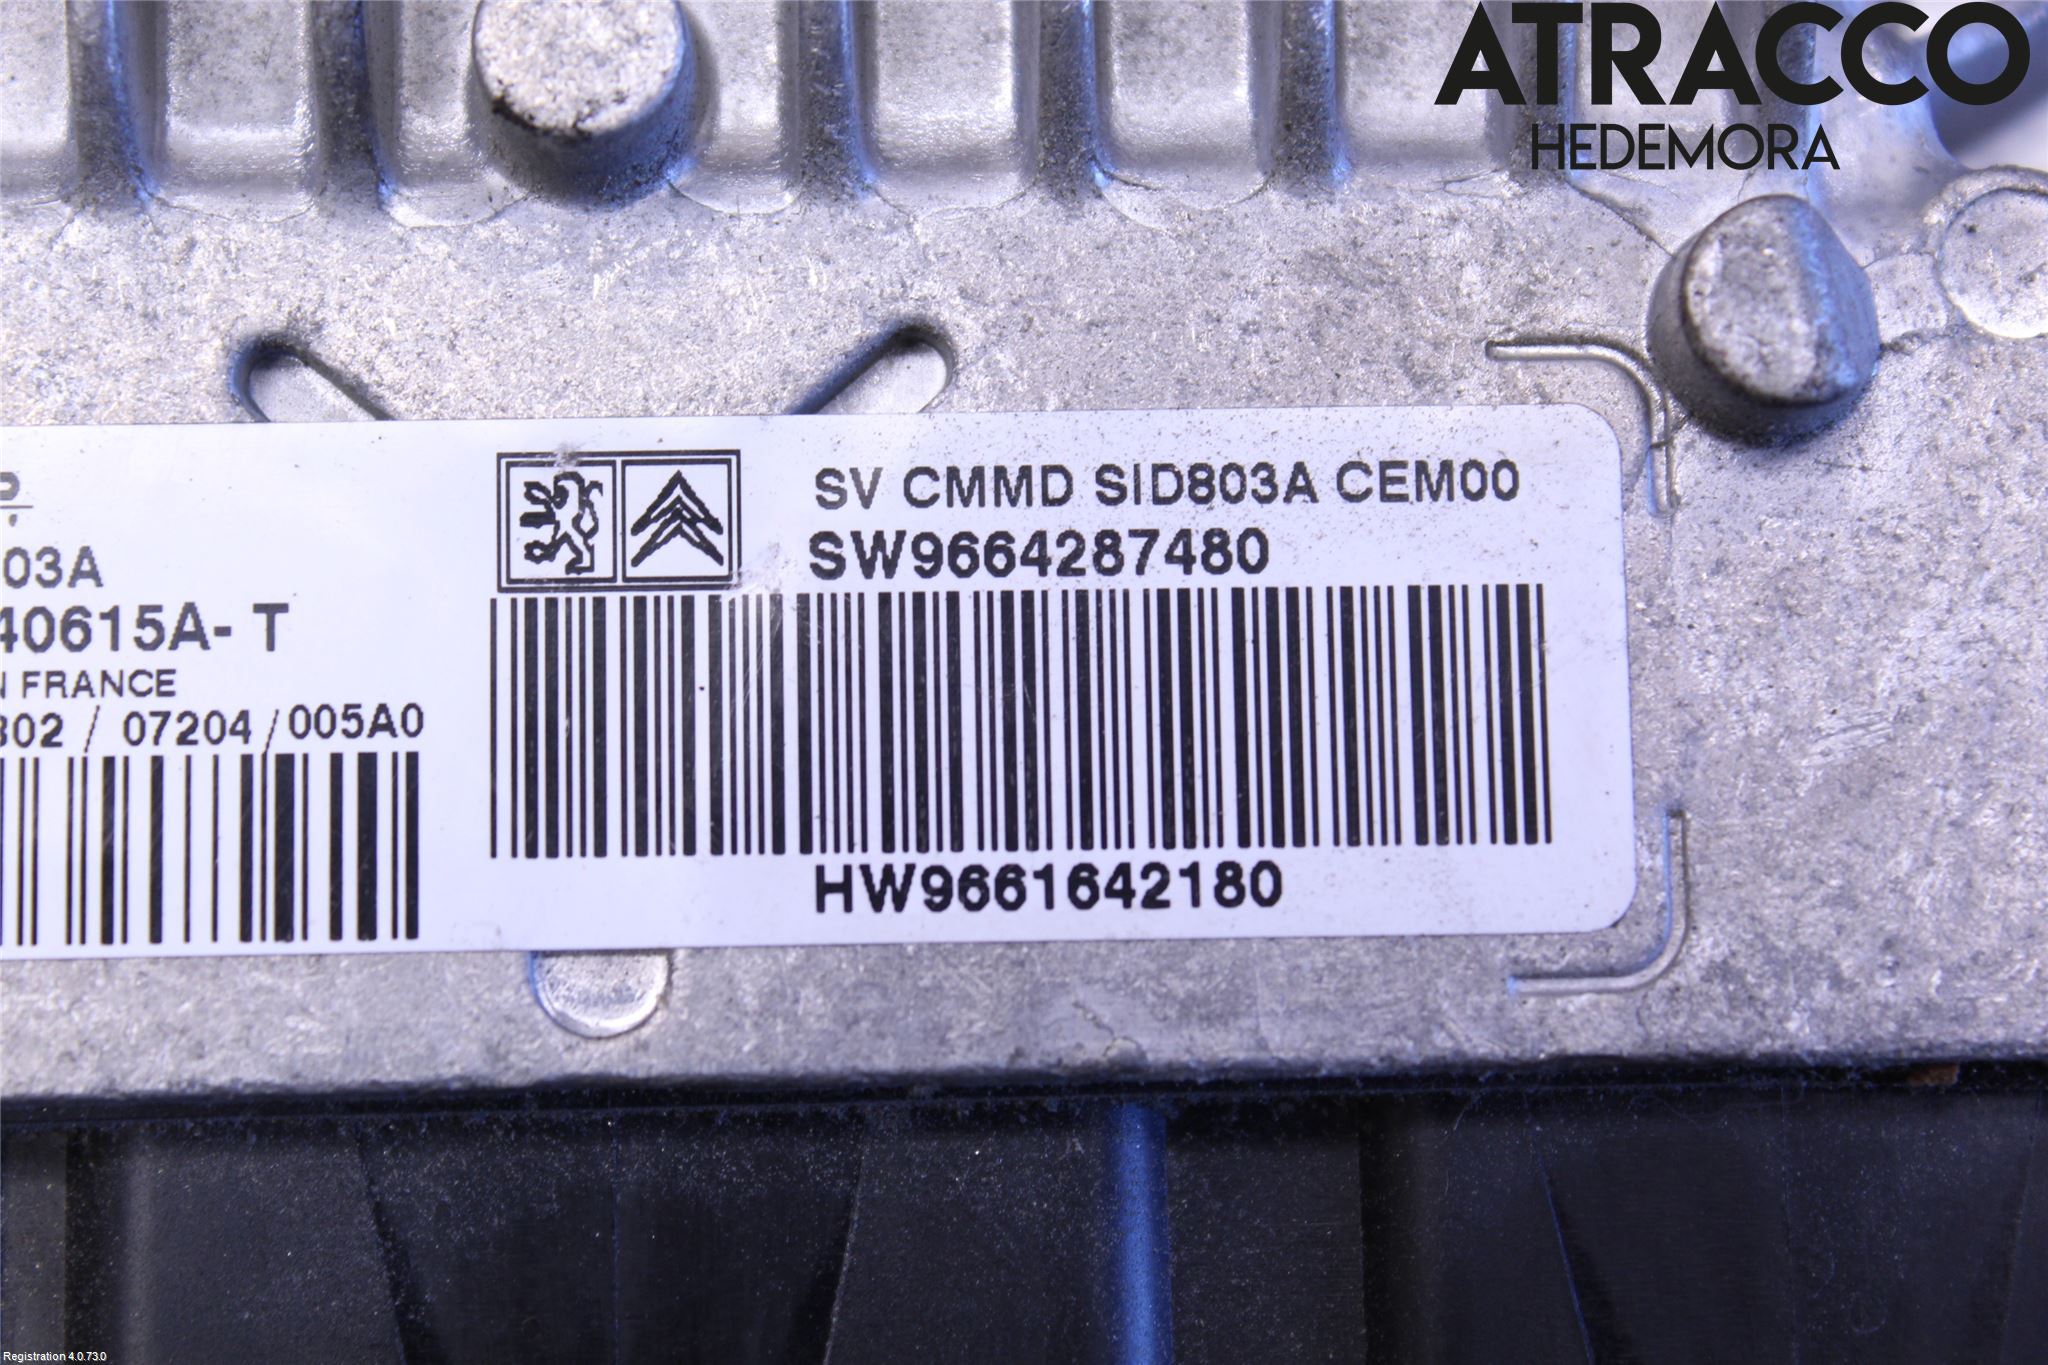 ATRACCO
HEDEMORA
SV CMMD SID803A CEM00
SW9664287480
03A
40615A- T
N FRANCE
302 / 07204 / 005A0
HW9661642180
Registration 4.0.73.0